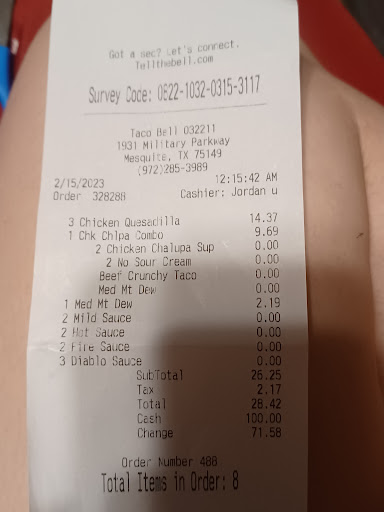 Got a sec? Let's connect.
Tellthebell.com
Survey Code: 0622-1032-0315-3117
Taco Bell 032211
1931 Military Parkway
Mesquite, TX 75149
(972)285-3989
2/15/2023 12:15:42 AM
Order 328288 Cashier: Jordan u
3 Chicken Quesadilla 14.37
1 Chk Chlpa Combo 9.69
2 Chicken Chalupa Sup 0.00
2 No Sour Cream 0.00
Beef Crunchy Taco 0.00
Med Mt Dew 0.00
1 Med Mt Dew 2.19
2 Mild Sauce 0.00
2 Hot Sauce 0.00
2 Fire Sauce 0.00
3 Diablo Sauce 0.00
SubTotal 26.25
Tax 2.17
Total 28.42
Cash 100.00
Change 71.58
Order Number 488
Total Items in Order: 8